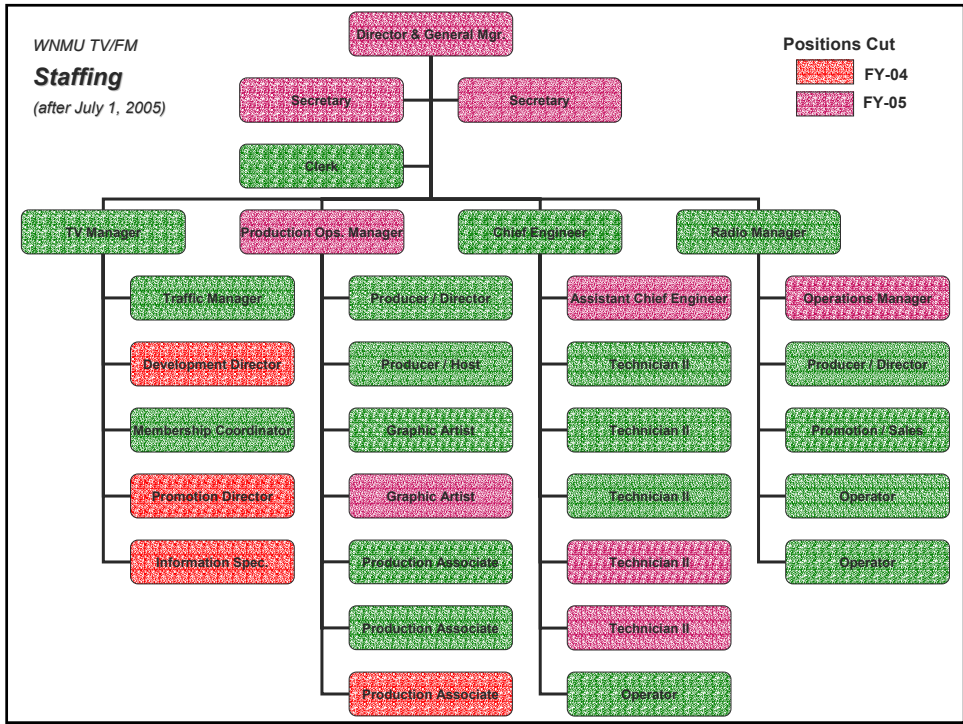 WNMU TV/FM
Staffing
(after July 1, 2005)
Positions Cut
FY-04
FY-05
Director & General Mgr.
Secretary
Secretary
Clerk
TV Manager
Traffic Manager
Development Director
Membership Coordinator
Promotion Director
Information Spec.
Production Ops. Manager
Producer / Director
Producer / Host
Graphic Artist
Graphic Artist
Production Associate
Production Associate
Production Associate
Chief Engineer
Assistant Chief Engineer
Technician II
Technician II
Technician II
Technician II
Technician II
Operator
Radio Manager
Operations Manager
Producer / Director
Promotion / Sales
Operator
Operator